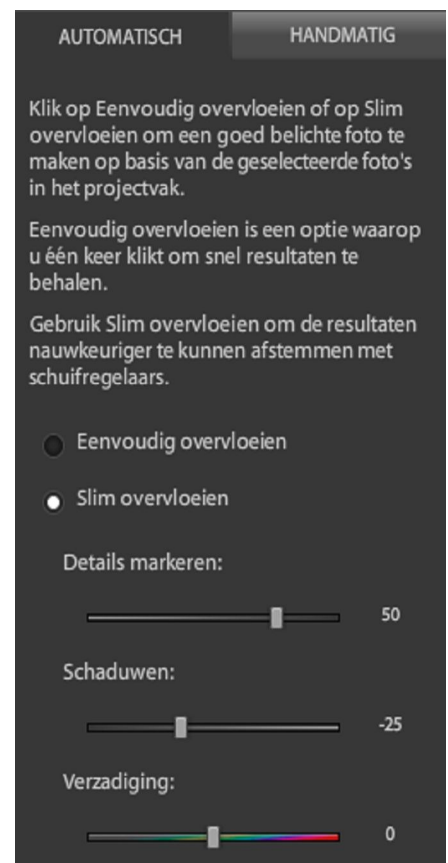 AUTOMATISCH HANDMATIG
Klik op Eenvoudig overvloeien of op Slim
overvloeien om een goed belichte foto te
maken op basis van de geselecteerde foto's
in het projectvak.
Eenvoudig overvloeien is een optie waarop
u één keer klikt om snel resultaten te
behalen.
Gebruik Slim overvloeien om de resultaten
nauwkeuriger te kunnen afstemmen met
schuifregelaars.
Eenvoudig overvloeien
Slim overvloeien
Details markeren:
50
Schaduwen:
-25
Verzadiging:
0